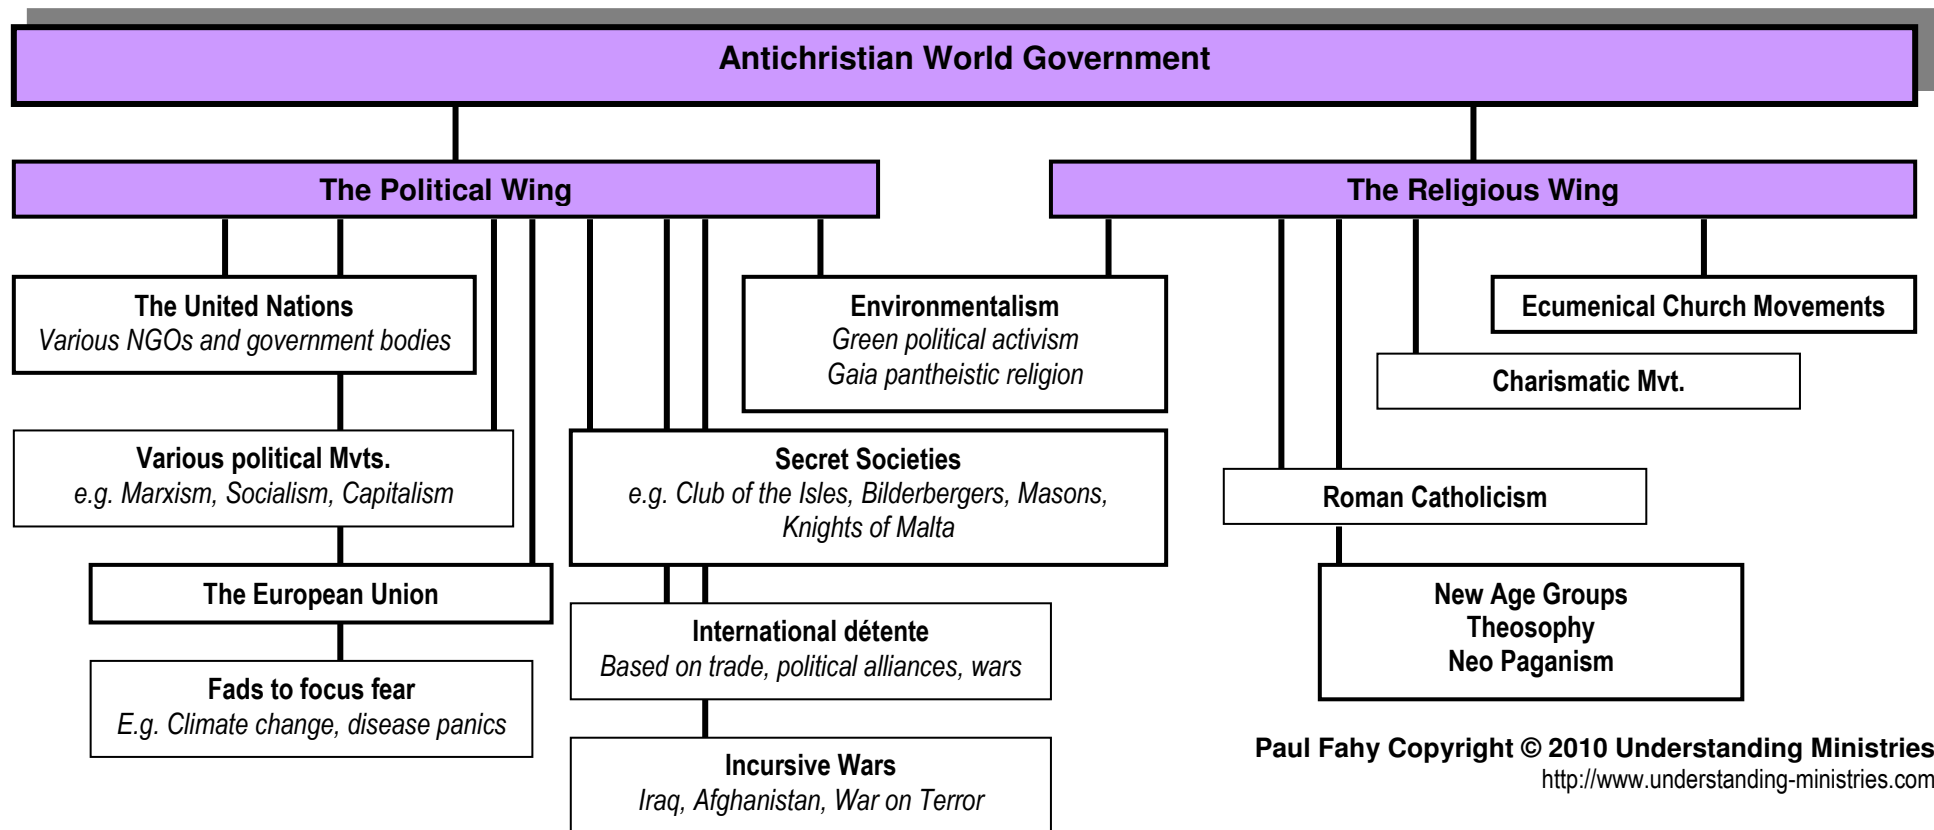 Antichristian World Government
The Political Wing
The Religious Wing
The United Nations
Various NGOs and government bodies
Environmentalism
Green political activism
Gaia pantheistic religion
Ecumenical Church Movements
Charismatic Mvt.
Various political Mvts.
e.g. Marxism, Socialism, Capitalism
Secret Societies
e.g. Club of the Isles, Bilderbergers, Masons,
Knights of Malta
Roman Catholicism
The European Union
New Age Groups
Theosophy
Neo Paganism
International détente
Based on trade, political alliances, wars
Fads to focus fear
E.g. Climate change, disease panics
Incursive Wars
Iraq, Afghanistan, War on Terror
Paul Fahy Copyright © 2010 Understanding Ministries
http://www.understanding-ministries.com